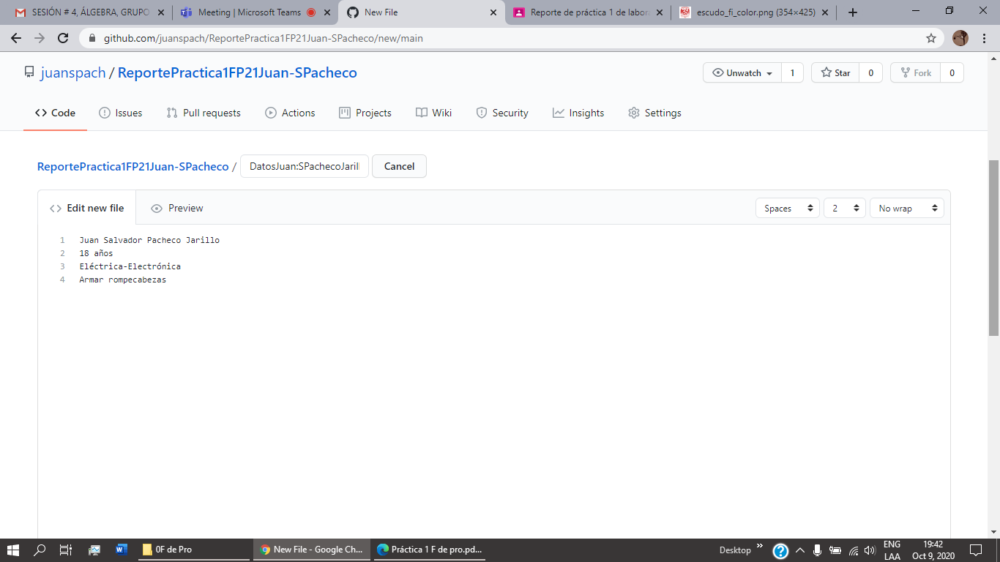 SESIÓN # 4, ÁLGEBRA, GRUPO
Meeting | Microsoft Teams
New File
Reporte de práctica 1 de labor
escudo_fi_color.png (354×425)
github.com/juanspach/ReportePractica1FP21Juan-SPacheco/new/main
juanspach / ReportePractica1FP21Juan-SPacheco
Unwatch 1 Star 0 Fork 0
Code Issues Pull requests Actions Projects Wiki Security Insights Settings
ReportePractica1FP21Juan-SPacheco / DatosJuan:SPachecoJaril Cancel
Edit new file Preview Spaces 2 No wrap
1 Juan Salvador Pacheco Jarillo
2 18 años
3 Eléctrica-Electrónica
4 Armar rompecabezas
0F de Pro
New File - Google Ch...
Práctica 1 F de pro.pd...
Desktop
ENG
LAA
19:42
Oct 9, 2020